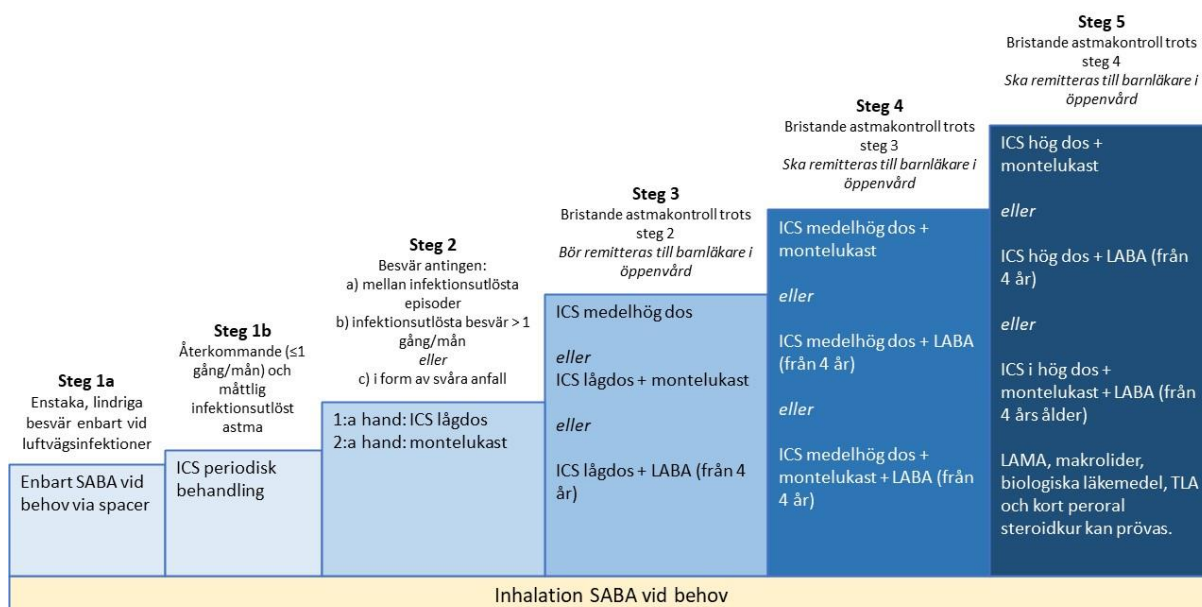 Steg 1a
Enstaka, lindriga
besvär enbart vid
luftvägsinfektioner
Enbart SABA vid
behov via spacer
Steg 1b
Återkommande (≤1
gång/mån) och
måttlig
infektionsutlöst
astma
ICS periodisk
behandling
Steg 2
Besvär antingen:
a) mellan infektionsutlösta
episoder
b) infektionsutlösta besvär > 1
gång/mån
eller
c) i form av svåra anfall
1:a hand: ICS lågdos
2:a hand: montelukast
Steg 3
Bristande astmakontroll trots
steg 2
Bör remitteras till barnläkare i
öppenvård
ICS medelhög dos
eller
ICS lågdos + montelukast
eller
ICS lågdos + LABA (från 4
år)
Steg 4
Bristande astmakontroll trots
steg 3
Ska remitteras till barnläkare i
öppenvård
ICS medelhög dos +
montelukast
eller
ICS medelhög dos + LABA
(från 4 år)
eller
ICS medelhög dos +
montelukast + LABA (från
4 år)
Steg 5
Bristande astmakontroll trots
steg 4
Ska remitteras till barnläkare i
öppenvård
ICS hög dos +
montelukast
eller
ICS hög dos + LABA (från
4 år)
eller
ICS i hög dos +
montelukast + LABA (från
4 års ålder)
LAMA, makrolider,
biologiska läkemedel, TLA
och kort peroral
steroidkur kan prövas.
Inhalation SABA vid behov